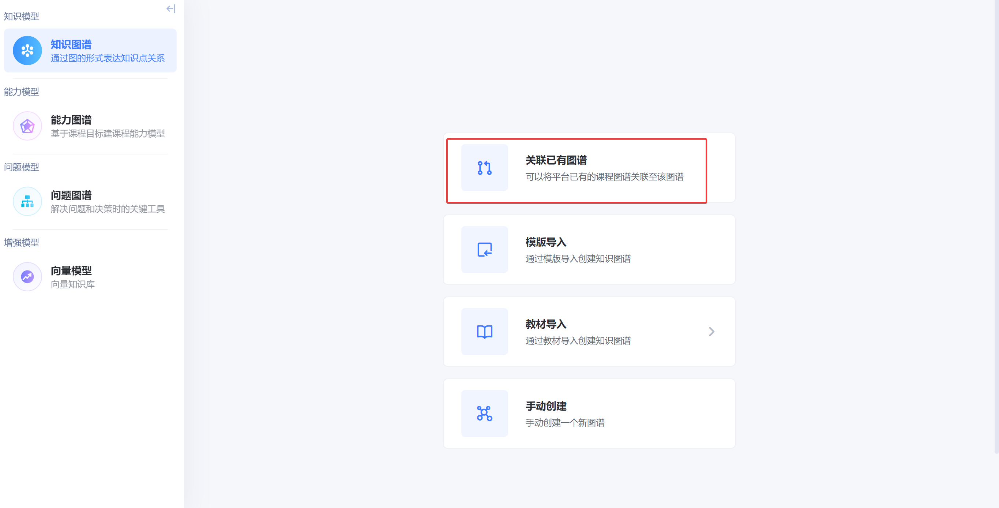 知识模型
知识图谱
通过图的形式表达知识点关系
能力模型
能力图谱
基于课程目标建课程能力模型
问题模型
问题图谱
解决问题和决策时的关键工具
增强模型
向量模型
向量知识库
关联已有图谱
可以将平台已有的课程图谱关联至该图谱
模版导入
通过模版导入创建知识图谱
教材导入
通过教材导入创建知识图谱
手动创建
手动创建一个新图谱